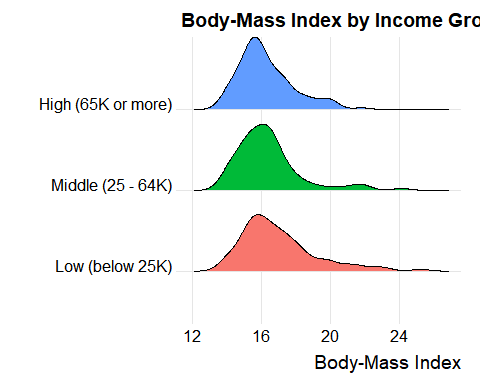 Body-Mass Index by Income Gro
High (65K or more)
Middle (25 - 64K)
Low (below 25K)
12 16 20 24
Body-Mass Index